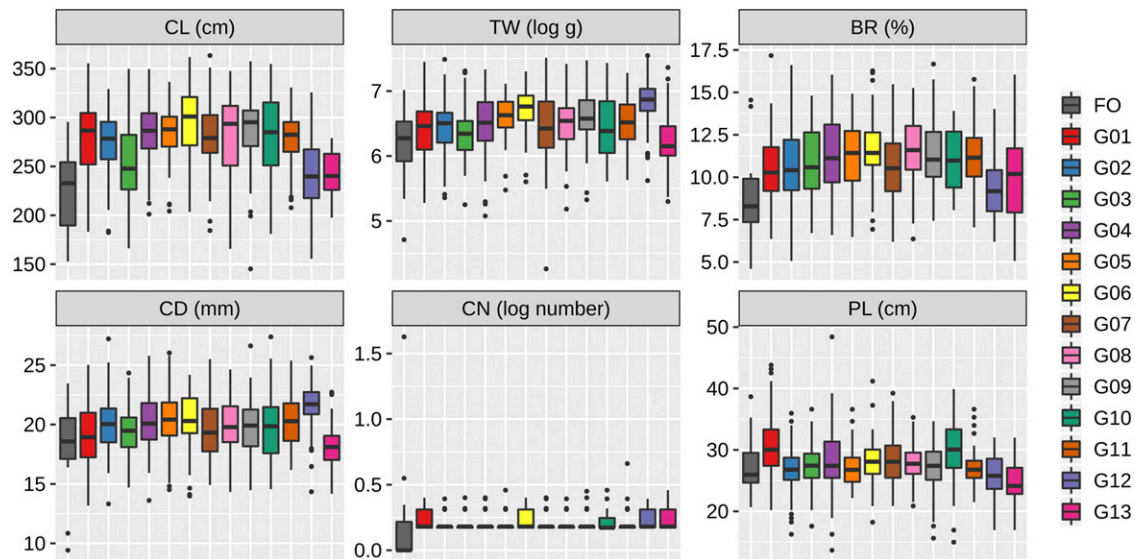 CL (cm)
TW (log g)
BR (%)
350
300
250
200
150
7
6
5
17.5
15.0
12.5
10.0
7.5
5.0
CD (mm)
CN (log number)
PL (cm)
25
20
15
10
1.5
1.0
0.5
0.0
50
40
30
20
FO
G01
G02
G03
G04
G05
G06
G07
G08
G09
G10
G11
G12
G13